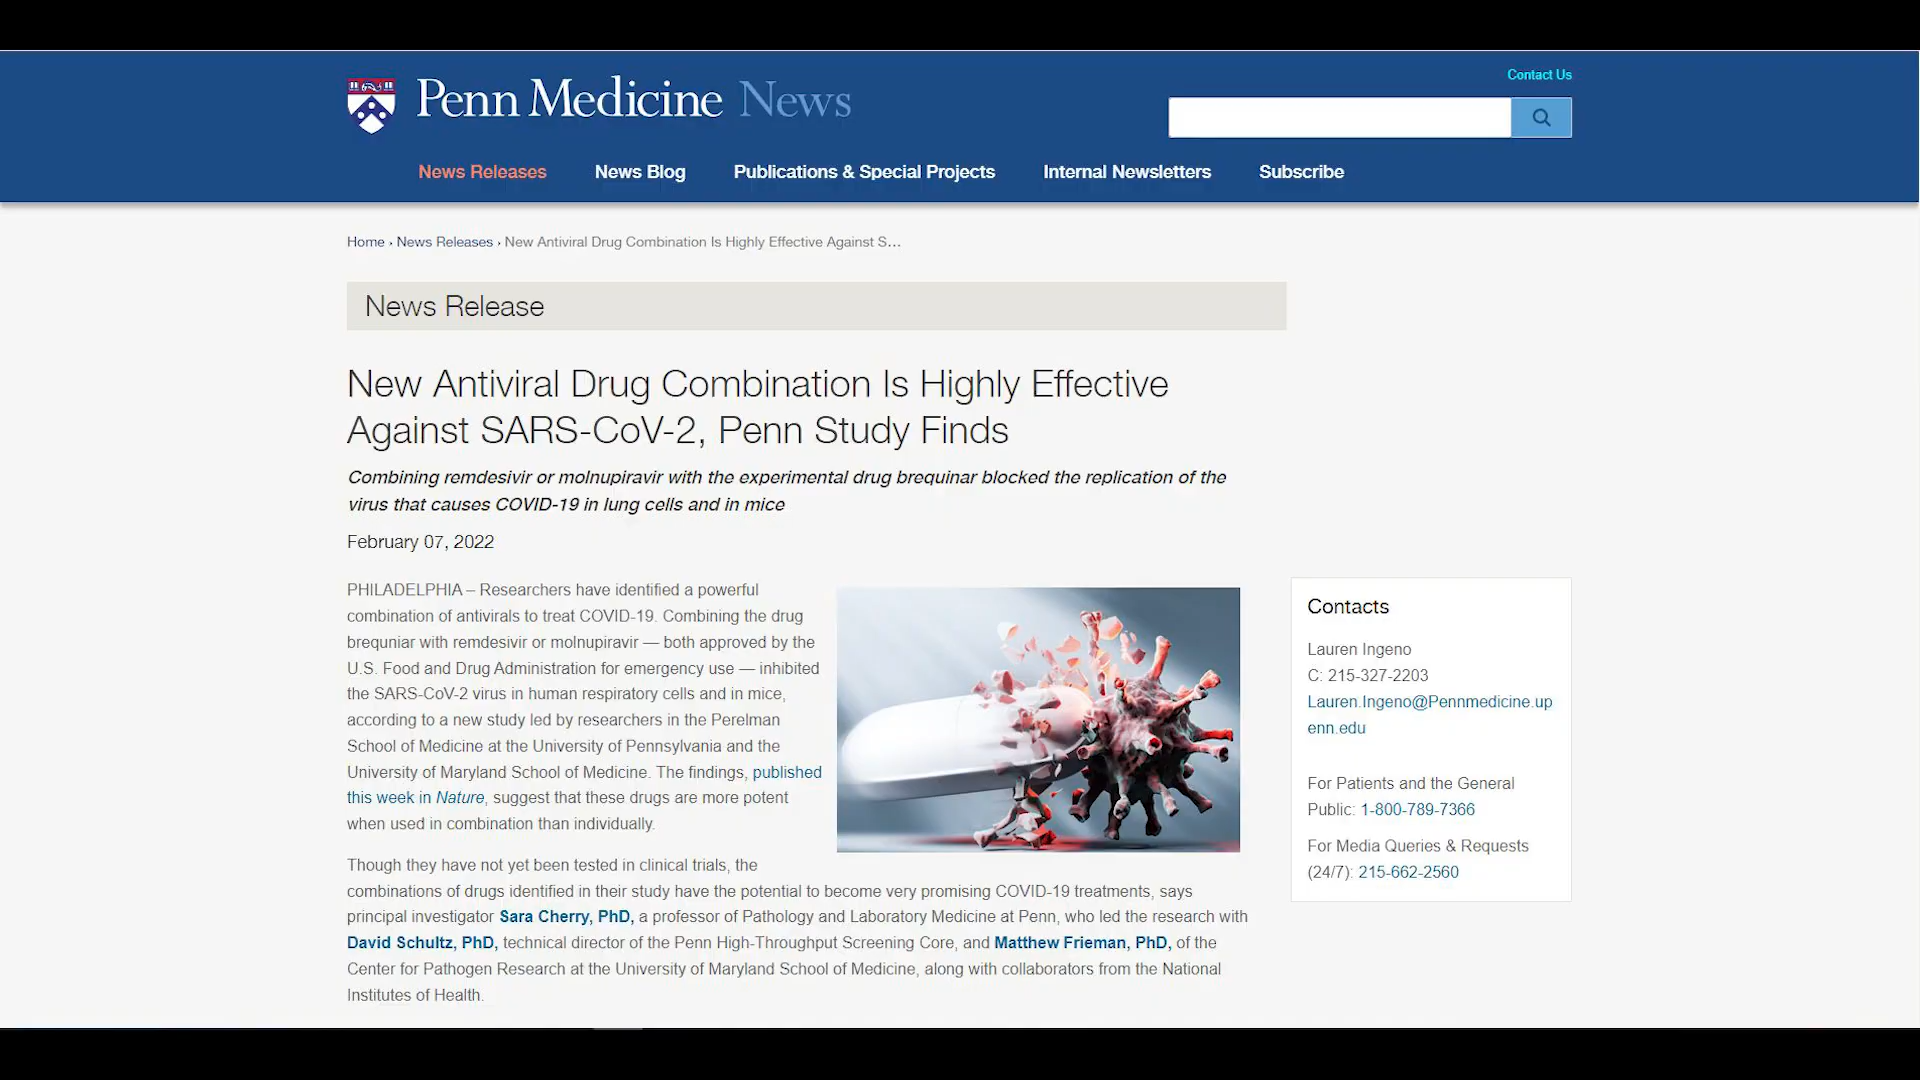 Contact Us
Penn Medicine News
News Releases News Blog Publications & Special Projects Internal Newsletters Subscribe
Home › News Releases › New Antiviral Drug Combination Is Highly Effective Against S...
News Release
New Antiviral Drug Combination Is Highly Effective
Against SARS-CoV-2, Penn Study Finds
Combining remdesivir or molnupiravir with the experimental drug brequinar blocked the replication of the
virus that causes COVID-19 in lung cells and in mice
February 07, 2022
PHILADELPHIA – Researchers have identified a powerful
combination of antivirals to treat COVID-19. Combining the drug
brequniar with remdesivir or molnupiravir — both approved by the
U.S. Food and Drug Administration for emergency use — inhibited
the SARS-CoV-2 virus in human respiratory cells and in mice,
according to a new study led by researchers in the Perelman
School of Medicine at the University of Pennsylvania and the
University of Maryland School of Medicine. The findings, published
this week in Nature, suggest that these drugs are more potent
when used in combination than individually.
Though they have not yet been tested in clinical trials, the
combinations of drugs identified in their study have the potential to become very promising COVID-19 treatments, says
principal investigator Sara Cherry, PhD, a professor of Pathology and Laboratory Medicine at Penn, who led the research with
David Schultz, PhD, technical director of the Penn High-Throughput Screening Core, and Matthew Frieman, PhD, of the
Center for Pathogen Research at the University of Maryland School of Medicine, along with collaborators from the National
Institutes of Health.
Contacts
Lauren Ingeno
C: 215-327-2203
Lauren.Ingeno@Pennmedicine.up
enn.edu
For Patients and the General
Public: 1-800-789-7366
For Media Queries & Requests
(24/7): 215-662-2560